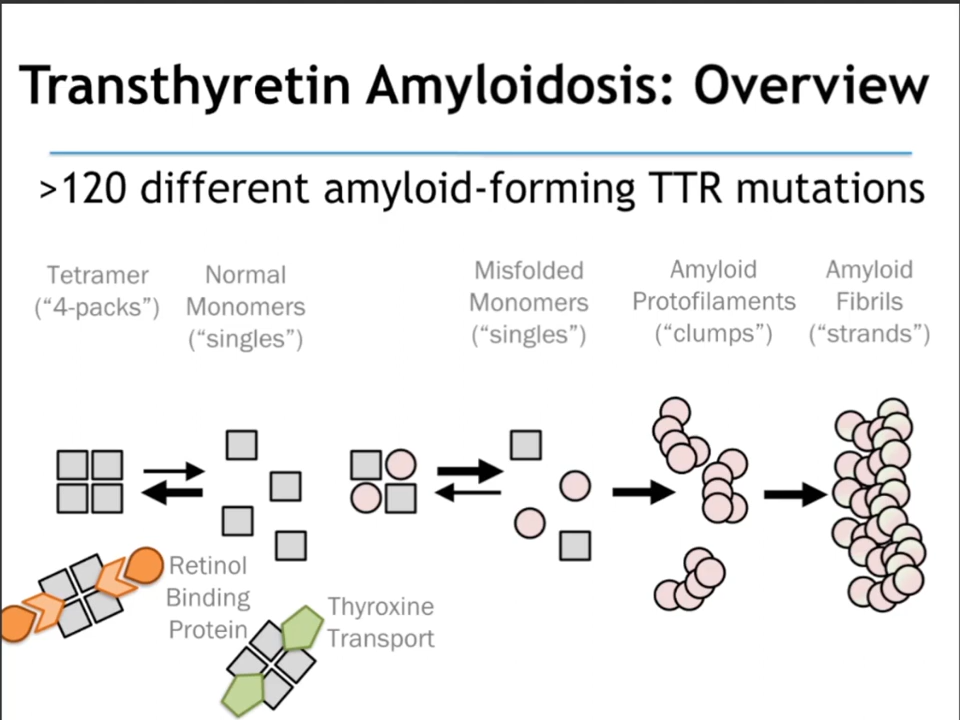 Transthyretin Amyloidosis: Overview
>120 different amyloid-forming TTR mutations
Tetramer
("4-packs")
Normal
Monomers
("singles")
Misfolded
Monomers
("singles")
Amyloid
Protofilaments
("clumps")
Amyloid
Fibrils
("strands")
Retinol
Binding
Protein
Thyroxine
Transport